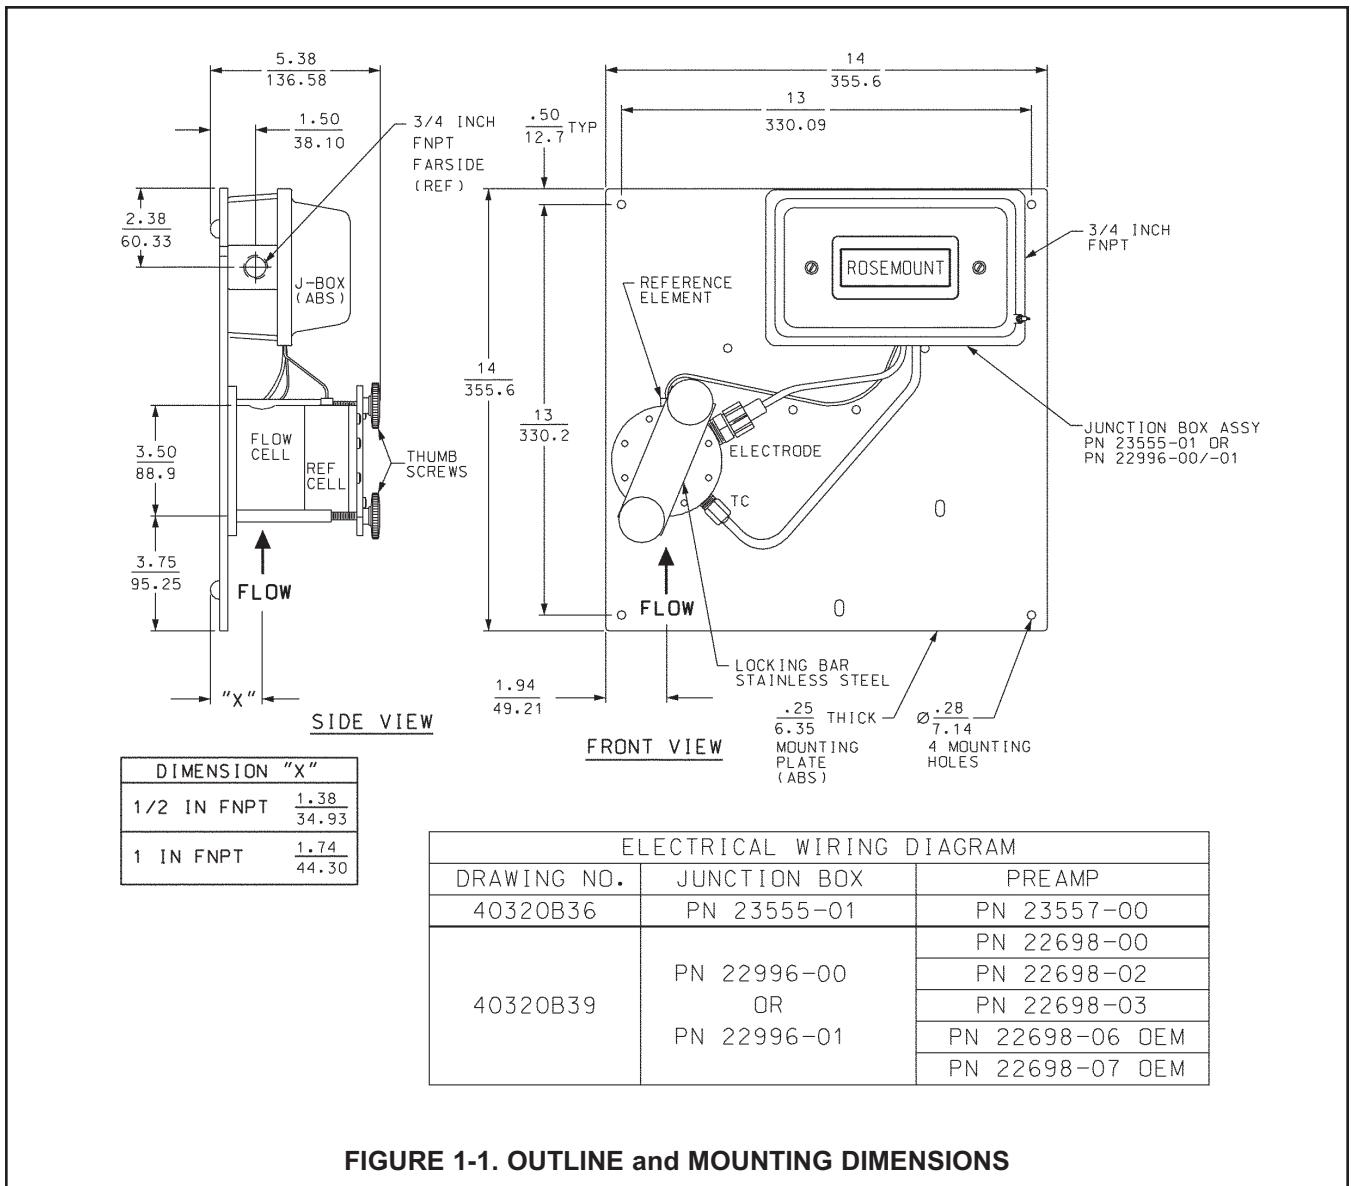 5.38
136.58
1.50
38.10
3/4 INCH
FNPT
FARSIDE
(REF)
2.38
60.33
J-BOX
(ABS)
3.50
88.9
FLOW
CELL
REF
CELL
THUMB
SCREWS
3.75
95.25
FLOW
"X"
SIDE VIEW
14
355.6
13
330.09
.50
12.7 TYP
3/4 INCH
FNPT
ROSEMOUNT
REFERENCE
ELEMENT
14
355.6
13
330.2
ELECTRODE
JUNCTION BOX ASSY
PN 23555-01 OR
PN 22996-00/-01
TC
FLOW
LOCKING BAR
STAINLESS STEEL
1.94
49.21
.25
6.35 THICK
MOUNTING
PLATE
(ABS)
Ø .28
7.14
4 MOUNTING
HOLES
FRONT VIEW
DIMENSION "X"
1/2 IN FNPT 1.38
34.93
1 IN FNPT 1.74
44.30
ELECTRICAL WIRING DIAGRAM
DRAWING NO. JUNCTION BOX PREAMP
40320B36 PN 23555-01 PN 23557-00
40320B39
PN 22996-00
OR
PN 22996-01
PN 22698-00
PN 22698-02
PN 22698-03
PN 22698-06 OEM
PN 22698-07 OEM
FIGURE 1-1. OUTLINE and MOUNTING DIMENSIONS